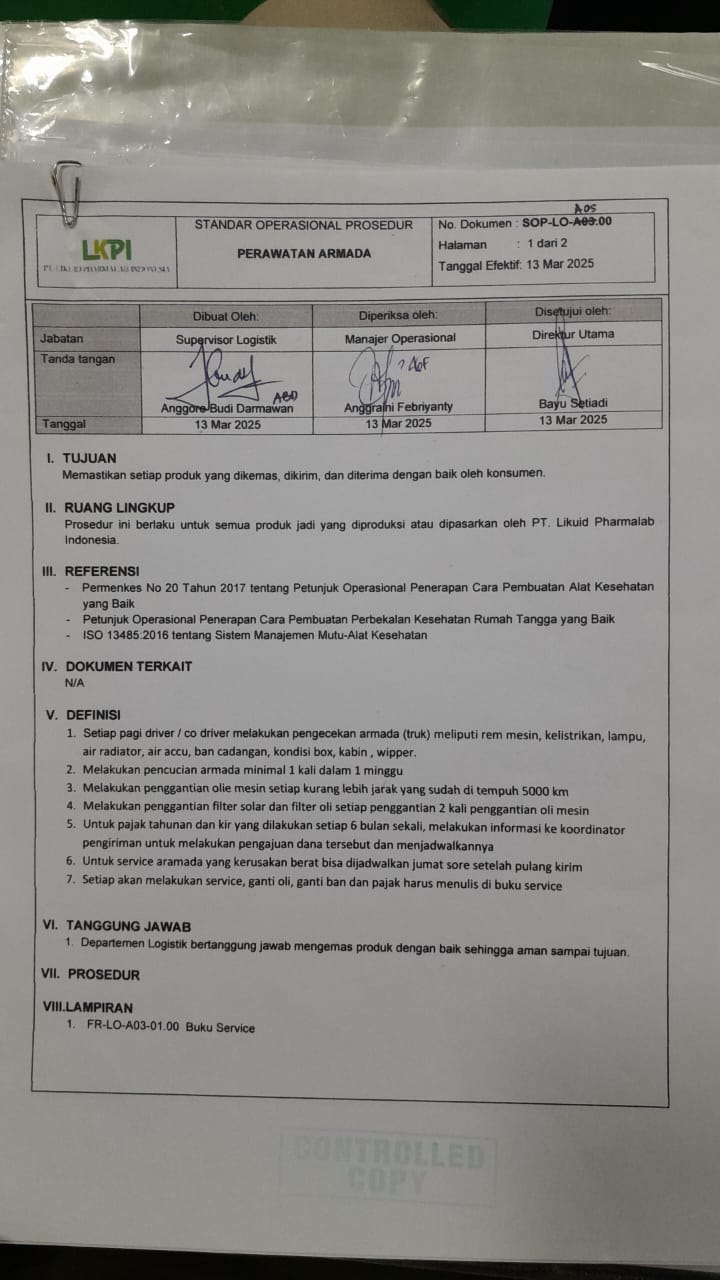 A05
STANDAR OPERASIONAL PROSEDUR
No. Dokumen : SOP-LO-A03.00
LKPI
PERAWATAN ARMADA
Halaman : 1 dari 2
PT. LIKUID PHARMALAB INDONESIA
Tanggal Efektif: 13 Mar 2025
Dibuat Oleh: Diperiksa oleh: Disetujui oleh:
Jabatan Supervisor Logistik Manajer Operasional Direktur Utama
Tanda tangan
ABD
Anggoro Budi Darmawan Anggraini Febriyanty Bayu Setiadi
Tanggal 13 Mar 2025 13 Mar 2025 13 Mar 2025
I. TUJUAN
Memastikan setiap produk yang dikemas, dikirim, dan diterima dengan baik oleh konsumen.
II. RUANG LINGKUP
Prosedur ini berlaku untuk semua produk jadi yang diproduksi atau dipasarkan oleh PT. Likuid Pharmalab
Indonesia.
III. REFERENSI
- Permenkes No 20 Tahun 2017 tentang Petunjuk Operasional Penerapan Cara Pembuatan Alat Kesehatan
yang Baik
- Petunjuk Operasional Penerapan Cara Pembuatan Perbekalan Kesehatan Rumah Tangga yang Baik
- ISO 13485:2016 tentang Sistem Manajemen Mutu-Alat Kesehatan
IV. DOKUMEN TERKAIT
N/A
V. DEFINISI
1. Setiap pagi driver / co driver melakukan pengecekan armada (truk) meliputi rem mesin, kelistrikan, lampu,
air radiator, air accu, ban cadangan, kondisi box, kabin , wipper.
2. Melakukan pencucian armada minimal 1 kali dalam 1 minggu
3. Melakukan penggantian olie mesin setiap kurang lebih jarak yang sudah di tempuh 5000 km
4. Melakukan penggantian filter solar dan filter oli setiap penggantian 2 kali penggantian oli mesin
5. Untuk pajak tahunan dan kir yang dilakukan setiap 6 bulan sekali, melakukan informasi ke koordinator
pengiriman untuk melakukan pengajuan dana tersebut dan menjadwalkannya
6. Untuk service aramada yang kerusakan berat bisa dijadwalkan jumat sore setelah pulang kirim
7. Setiap akan melakukan service, ganti oli, ganti ban dan pajak harus menulis di buku service
VI. TANGGUNG JAWAB
1. Departemen Logistik bertanggung jawab mengemas produk dengan baik sehingga aman sampai tujuan.
VII. PROSEDUR
VIII.LAMPIRAN
1. FR-LO-A03-01.00 Buku Service
CONTROLLED
COPY